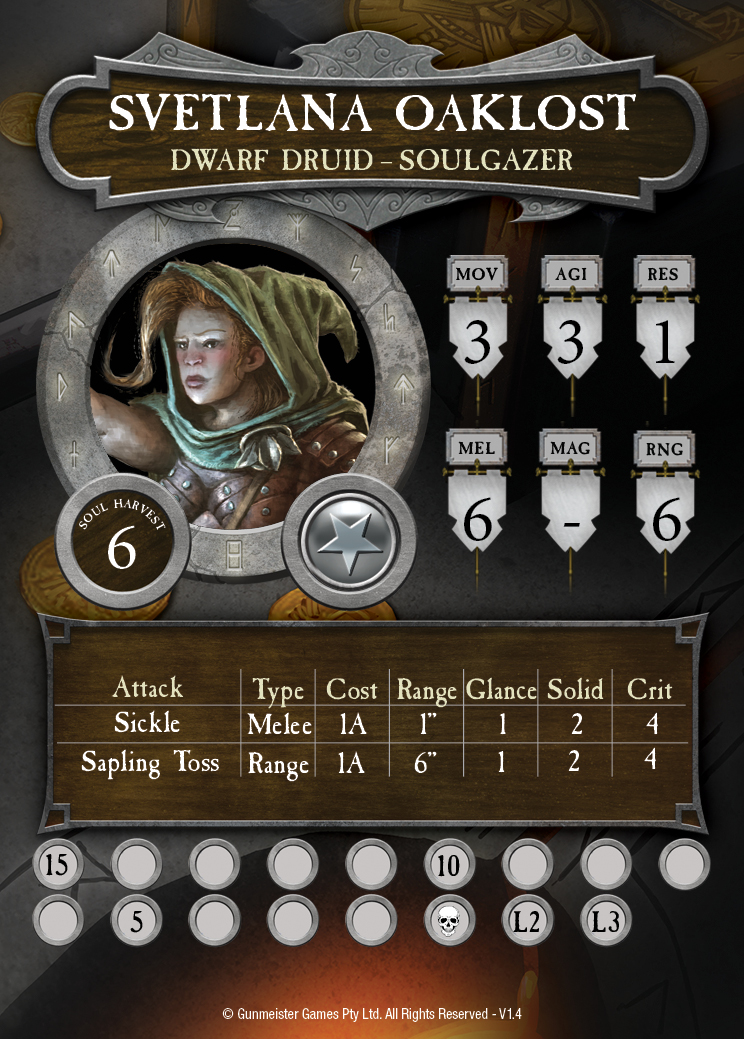 SVETLANA OAKLOST
DWARF DRUID – SOULGAZER
MOV AGI RES
3 3 1
MEL MAG RNG
6 - 6
SOUL HARVEST
6
Attack Type Cost Range Glance Solid Crit
Sickle Melee 1A 1” 1 2 4
Sapling Toss Range 1A 6” 1 2 4
15 10
5 L2 L3
© Gunmeister Games Pty Ltd. All Rights Reserved - V1.4